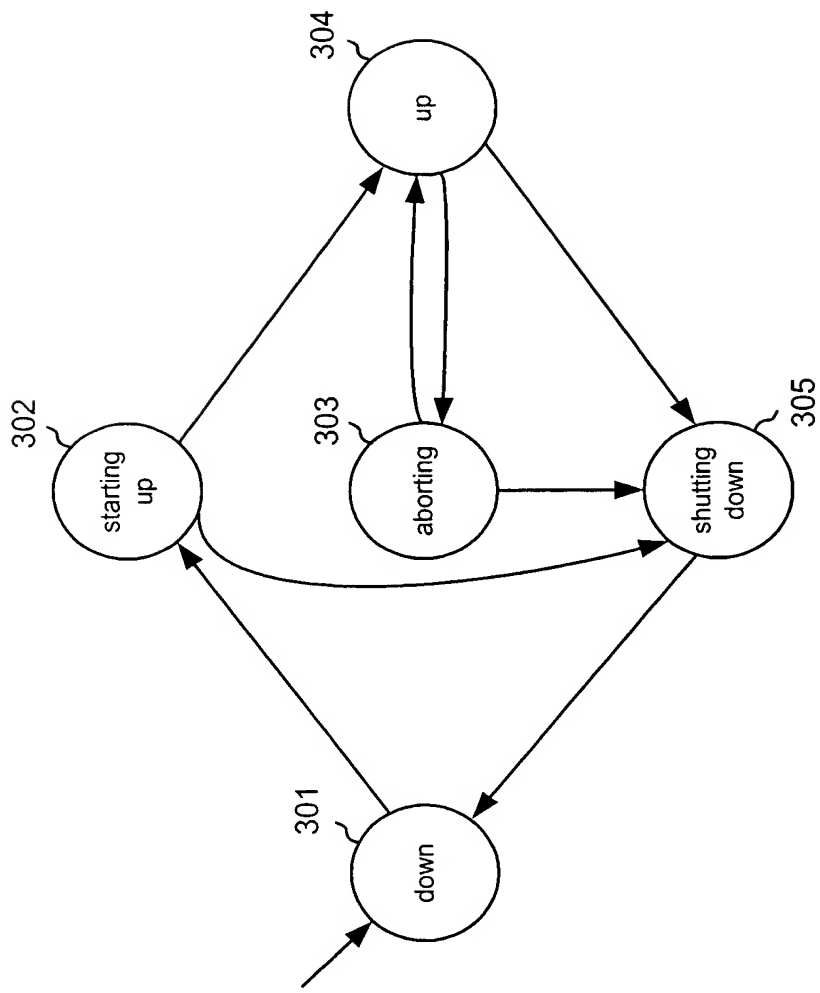 302
starting
up
304
up
303
aborting
301
down
305
shutting
down